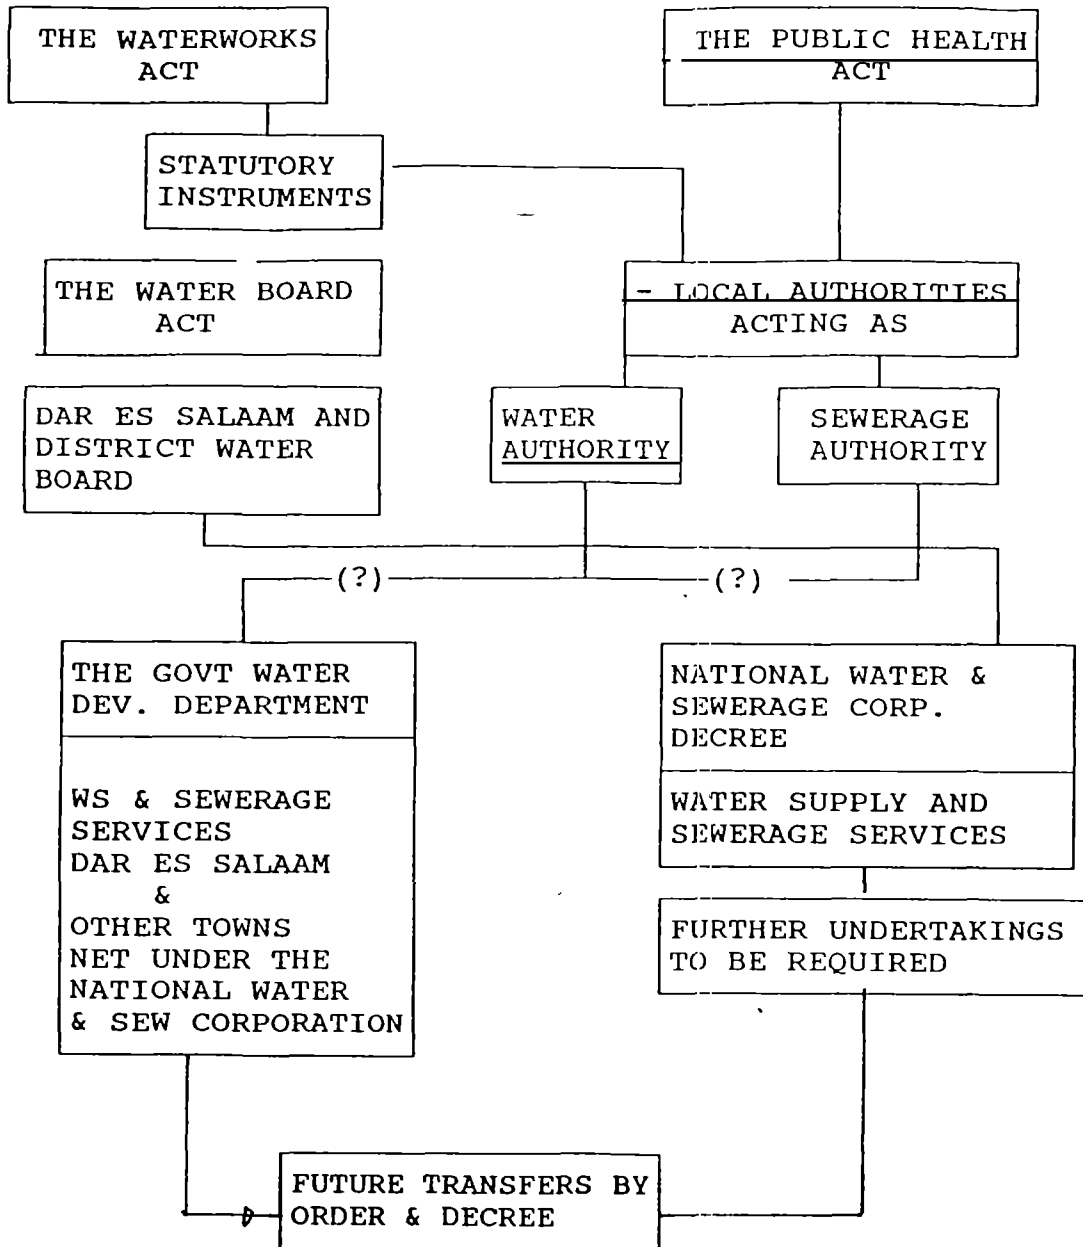 THE WATERWORKS
ACT
THE PUBLIC HEALTH
ACT
STATUTORY
INSTRUMENTS
THE WATER BOARD
ACT
- LOCAL AUTHORITIES
ACTING AS
DAR ES SALAAM AND
DISTRICT WATER
BOARD
WATER
AUTHORITY
SEWERAGE
AUTHORITY
(?)
(?)
THE GOVT WATER
DEV. DEPARTMENT
WS & SEWERAGE
SERVICES
DAR ES SALAAM
&
OTHER TOWNS
NET UNDER THE
NATIONAL WATER
& SEW CORPORATION
NATIONAL WATER &
SEWERAGE CORP.
DECREE
WATER SUPPLY AND
SEWERAGE SERVICES
FURTHER UNDERTAKINGS
TO BE REQUIRED
FUTURE TRANSFERS BY
ORDER & DECREE